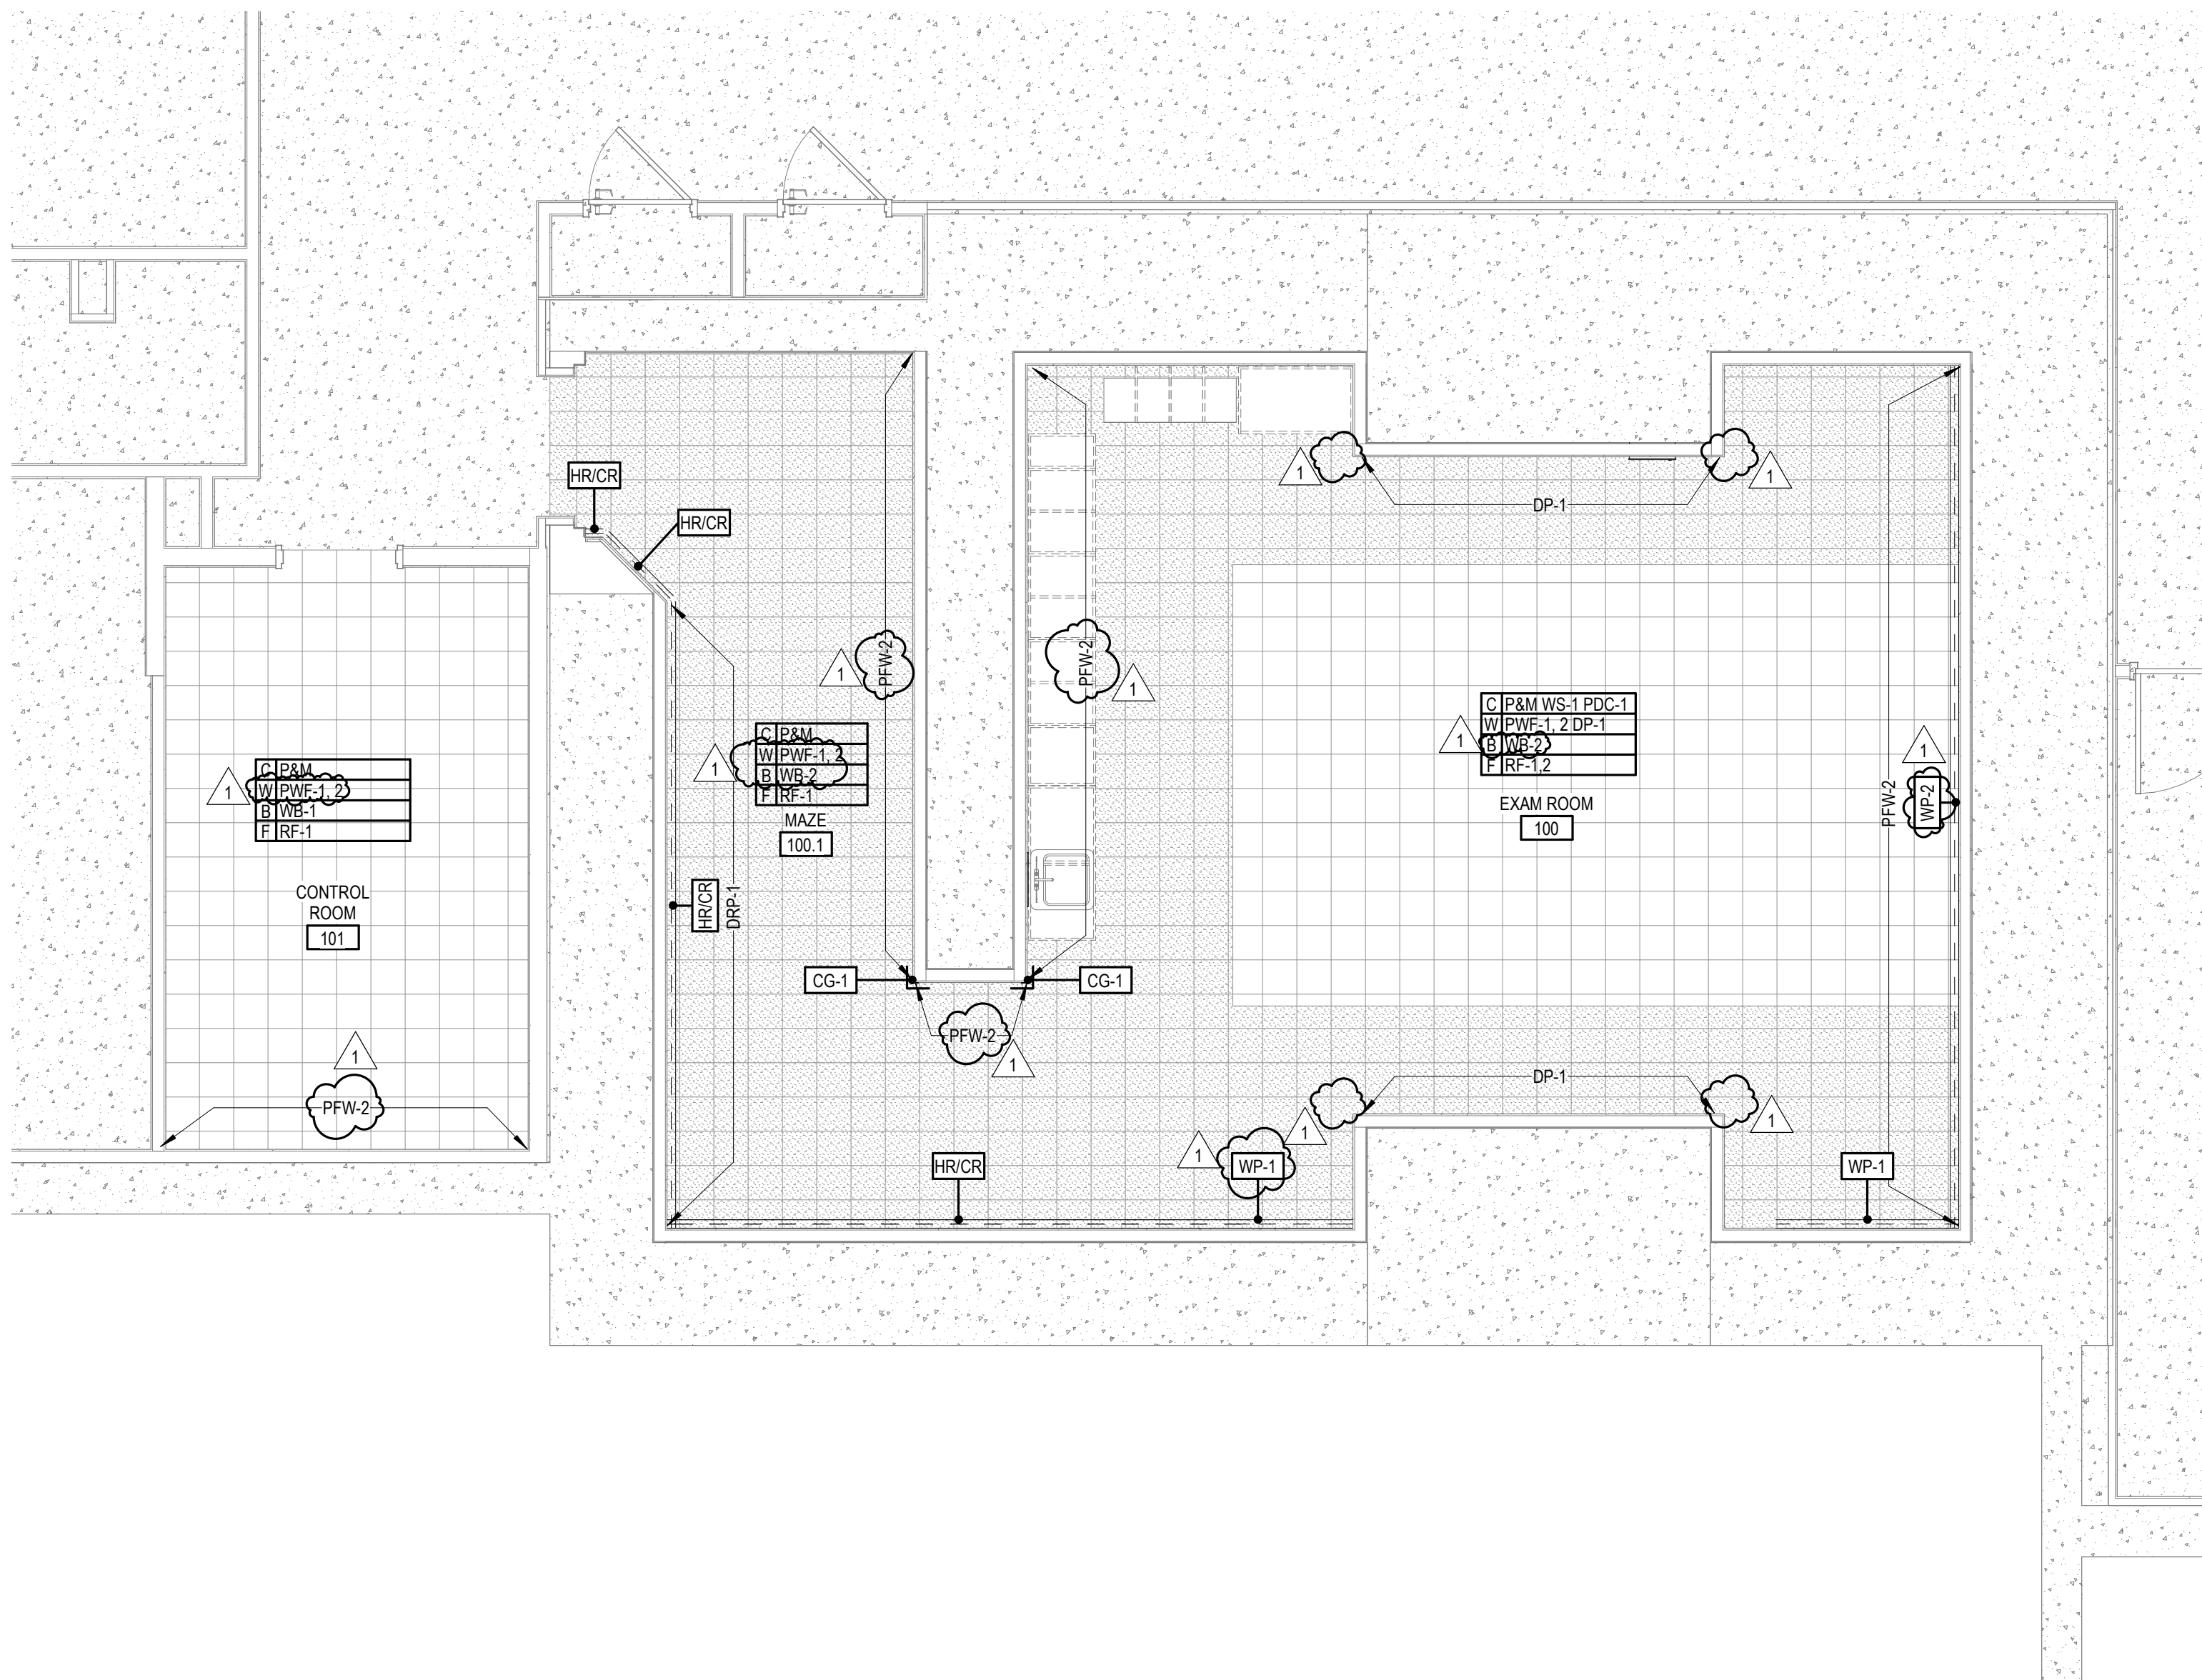 HR/CR
HR/CR
1
1
DP-1
PFW-2
1
PFW-2
1
C P&M WS-1 PDC-1
W PWF-1, 2 DP-1
B WB-2
F RF-1,2
1
EXAM ROOM
100
C P&M
W PWF-1, 2
B WB-2
F RF-1
1
MAZE
100.1
C P&M
W PWF-1, 2
B WB-1
F RF-1
1
CONTROL
ROOM
101
1
PFW-2
WP-2
HR/CR
DRP-1
CG-1
CG-1
PFW-2
1
1
PFW-2
DP-1
1
1
1
HR/CR
WP-1
WP-1